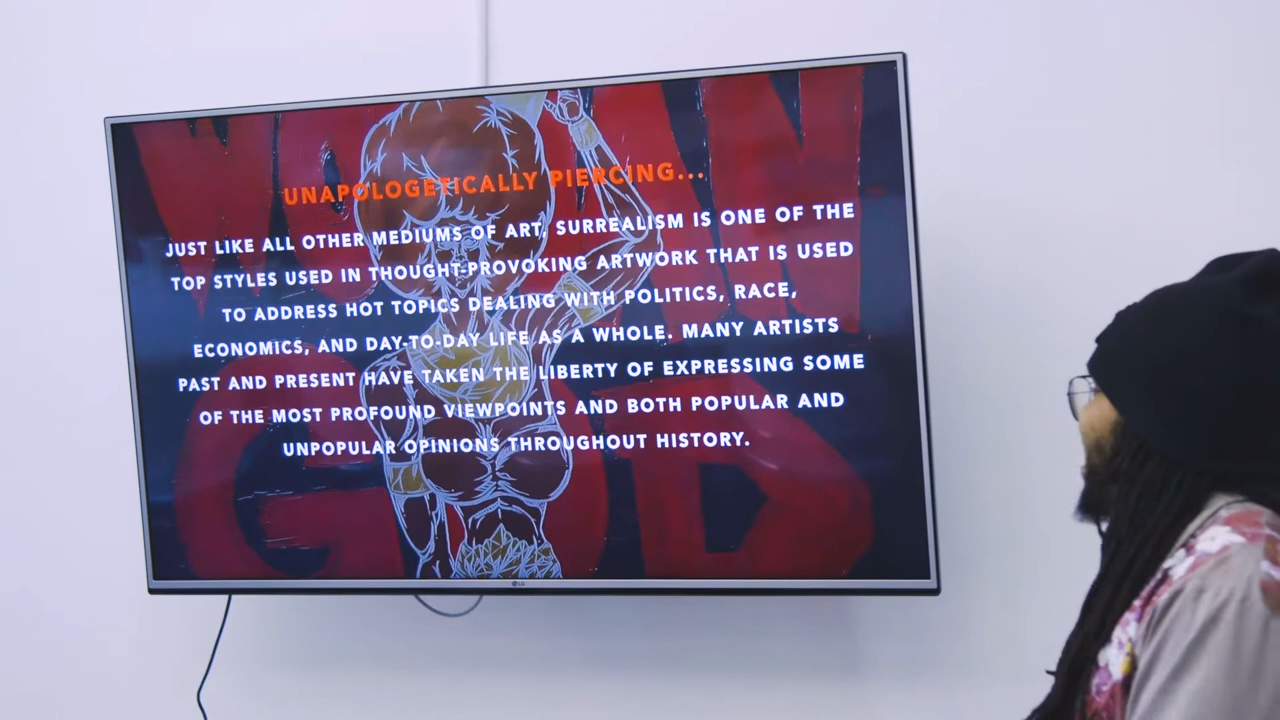 UNAPOLOGETICALLY PIERCING...
JUST LIKE ALL OTHER MEDIUMS OF ART, SURREALISM IS ONE OF THE
TOP STYLES USED IN THOUGHT-PROVOKING ARTWORK THAT IS USED
TO ADDRESS HOT TOPICS DEALING WITH POLITICS, RACE,
ECONOMICS, AND DAY-TO-DAY LIFE AS A WHOLE. MANY ARTISTS
PAST AND PRESENT HAVE TAKEN THE LIBERTY OF EXPRESSING SOME
OF THE MOST PROFOUND VIEWPOINTS AND BOTH POPULAR AND
UNPOPULAR OPINIONS THROUGHOUT HISTORY.
GOD
LG